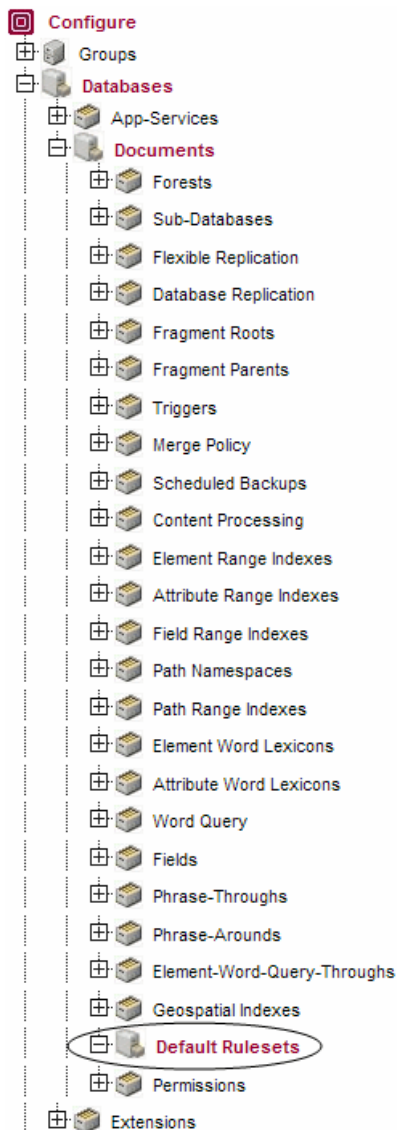 Configure
Groups
Databases
App-Services
Documents
Forests
Sub-Databases
Flexible Replication
Database Replication
Fragment Roots
Fragment Parents
Triggers
Merge Policy
Scheduled Backups
Content Processing
Element Range Indexes
Attribute Range Indexes
Field Range Indexes
Path Namespaces
Path Range Indexes
Element Word Lexicons
Attribute Word Lexicons
Word Query
Fields
Phrase-Throughs
Phrase-Arounds
Element-Word-Query-Throughs
Geospatial Indexes
Default Rulesets
Permissions
Extensions